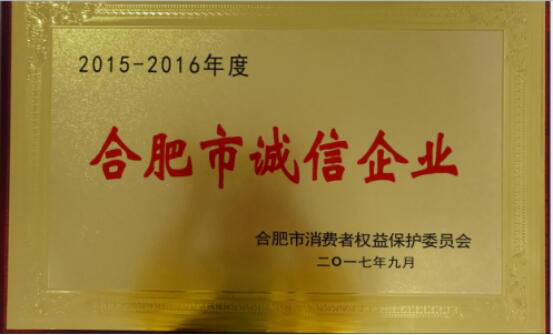 2015-2016年度
合肥市诚信企业
合肥市消费者权益保护委员会
二〇一七年九月